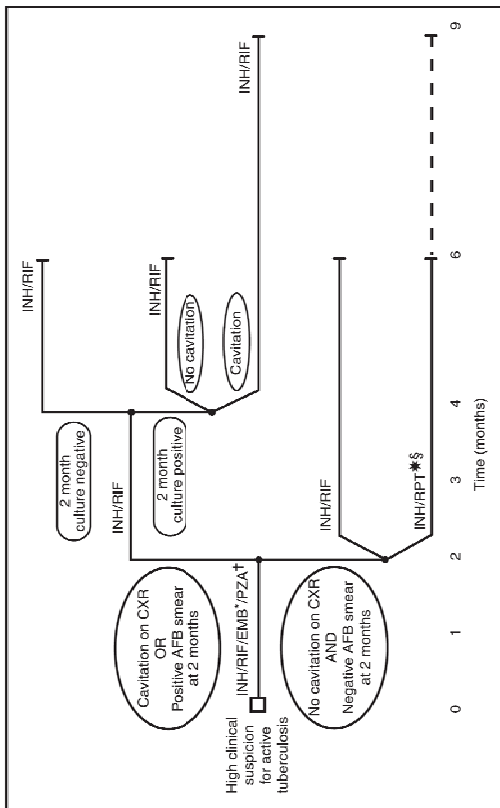 High clinical
suspicion
for active
tuberculosis
INH/RIF/EMB*/PZA†
Cavitation on CXR
OR
Positive AFB smear
at 2 months
No cavitation on CXR
AND
Negative AFB smear
at 2 months
INH/RIF
2 month
culture negative
2 month
culture positive
INH/RIF
INH/RIF
No cavitation
Cavitation
INH/RIF
INH/RIF
INH/RPT*§
0 1 2 3 4 6 9
Time (months)